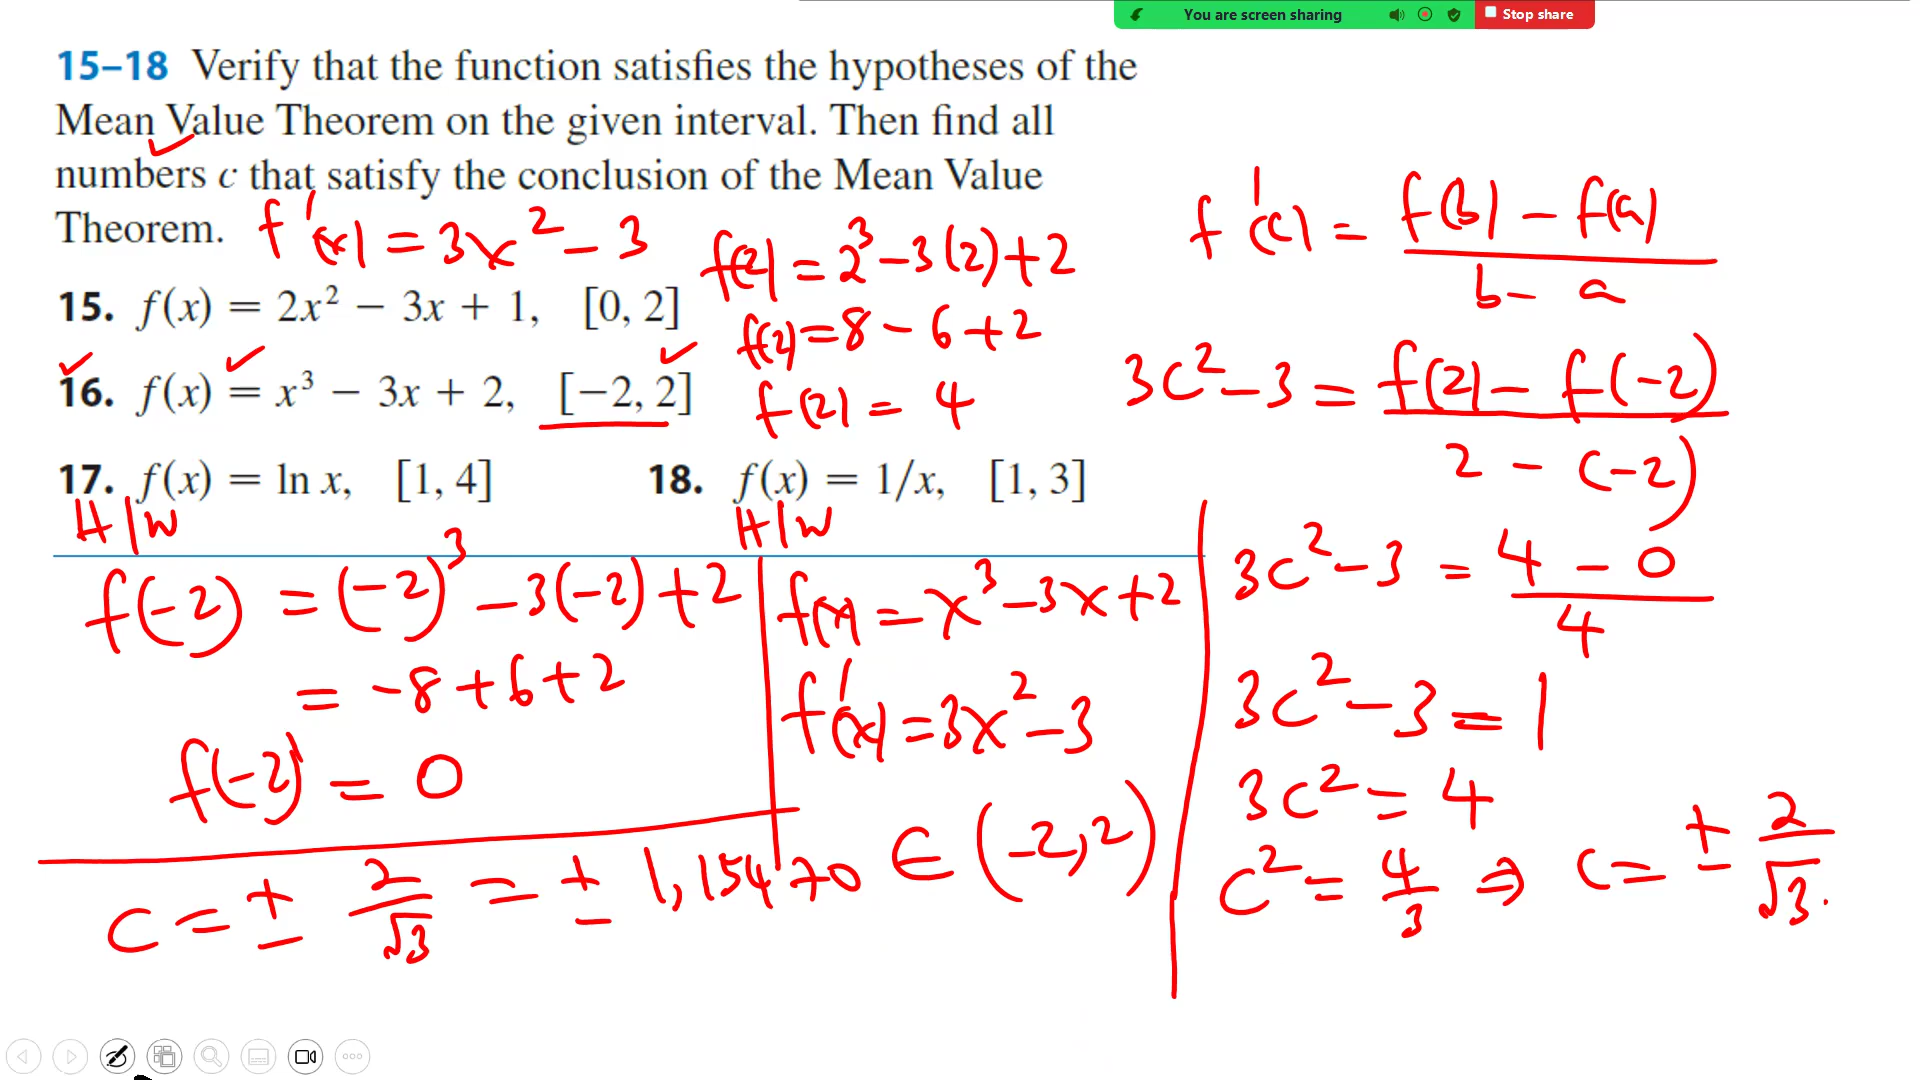 You are screen sharing Stop share
15–18 Verify that the function satisfies the hypotheses of the
Mean Value Theorem on the given interval. Then find all
numbers c that satisfy the conclusion of the Mean Value
Theorem.
f'(x) = 3x² − 3
15. f(x) = 2x² − 3x + 1, [0, 2]
16. f(x) = x³ − 3x + 2, [−2, 2]
17. f(x) = ln x, [1, 4]
H/W
18. f(x) = 1/x, [1, 3]
H/W
f(2) = 2³ − 3(2) + 2
f(2) = 8 − 6 + 2
f(2) = 4
f(−2) = (−2)³ − 3(−2) + 2
= −8 + 6 + 2
f(−2) = 0
f(x) = x³ − 3x + 2
f'(x) = 3x² − 3
f'(c) = f(b) − f(a) / b − a
3c² − 3 = f(2) − f(−2) / 2 − (−2)
3c² − 3 = 4 − 0 / 4
3c² − 3 = 1
3c² = 4
c² = 4/3 ⇒ c = ± 2/√3.
c = ± 2/√3 = ± 1,15470 ∈ (−2, 2)